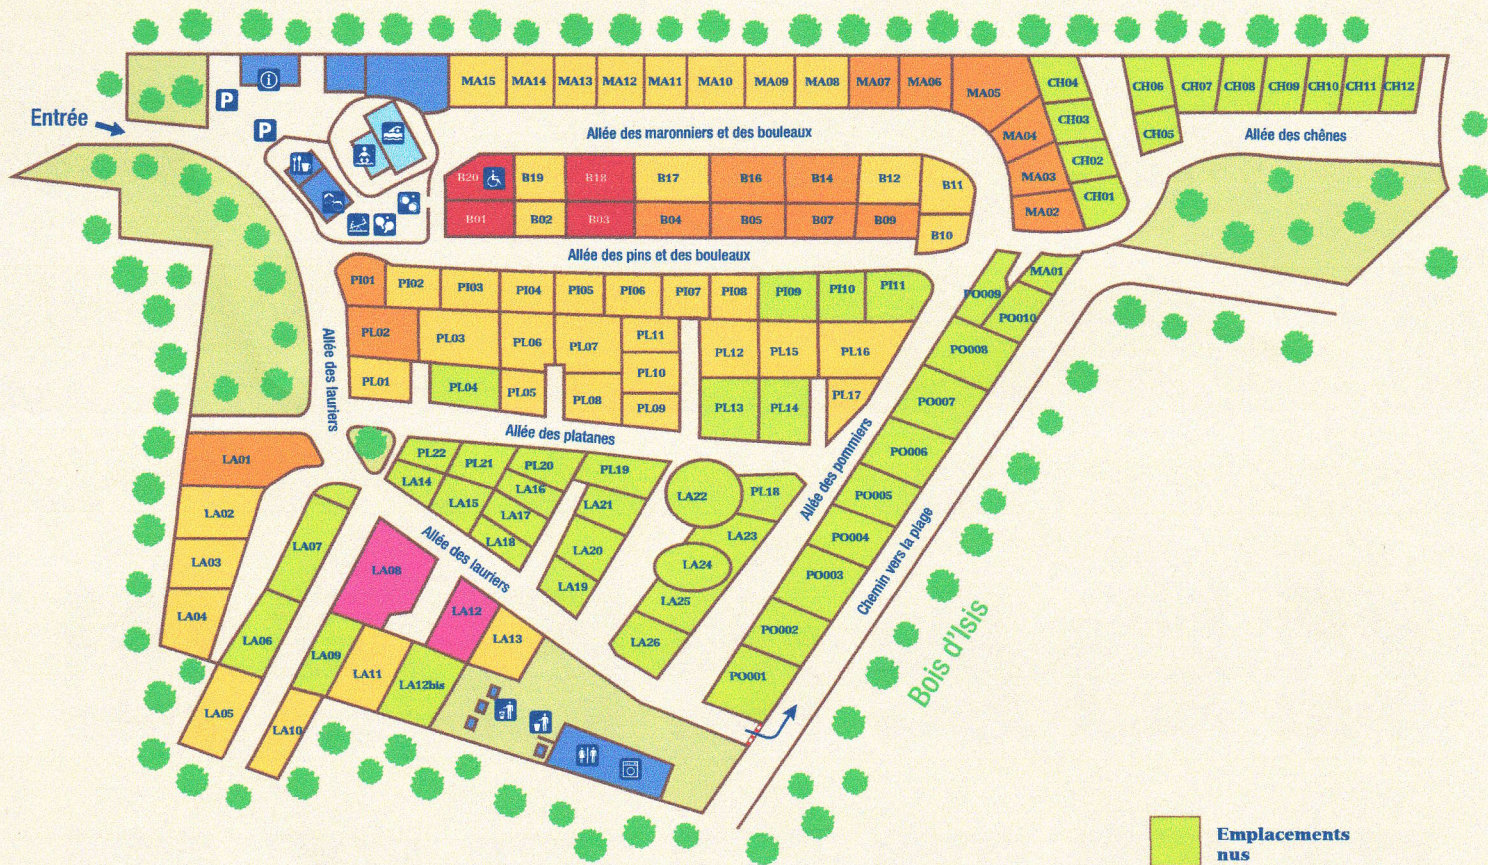 Entrée
P
P
i
MA15 MA14 MA13 MA12 MA11 MA10 MA09 MA08 MA07 MA06 MA05 CH04 CH06 CH07 CH08 CH09 CH10 CH11 CH12
CH03 CH05
MA04
Allée des maronniers et des bouleaux
Allée des chênes
CH02
MA03
CH01
MA02
B20 B19 B18 B17 B16 B14 B12 B11
B01 B02 B03 B04 B05 B07 B09 B10
Allée des pins et des bouleaux
PI01 PI02 PI03 PI04 PI05 PI06 PI07 PI08 PI09 PI10 PI11
MA01
PO009
PO010
PL02 PL03 PL06 PL07 PL11 PL12 PL15 PL16
PO008
PL10
PL01 PL04 PL05 PL08 PL09 PL13 PL14 PL17
PO007
Allée des lauriers
Allée des platanes
Allée des pommiers
PO006
LA01
PL22 PL21 PL20 PL19
LA14 LA16 LA22 PL18
PO005
LA02
LA15 LA17 LA21
LA07 LA18 LA20 LA23
PO004
Allée des lauriers
Chemin vers la plage
LA03
LA08 LA19 LA24
PO003
LA04
LA12 LA25
LA06
LA13 LA26
PO002
LA09
LA11
LA12bis
PO001
LA05
LA10
Bois d'Isis
Emplacements
nus